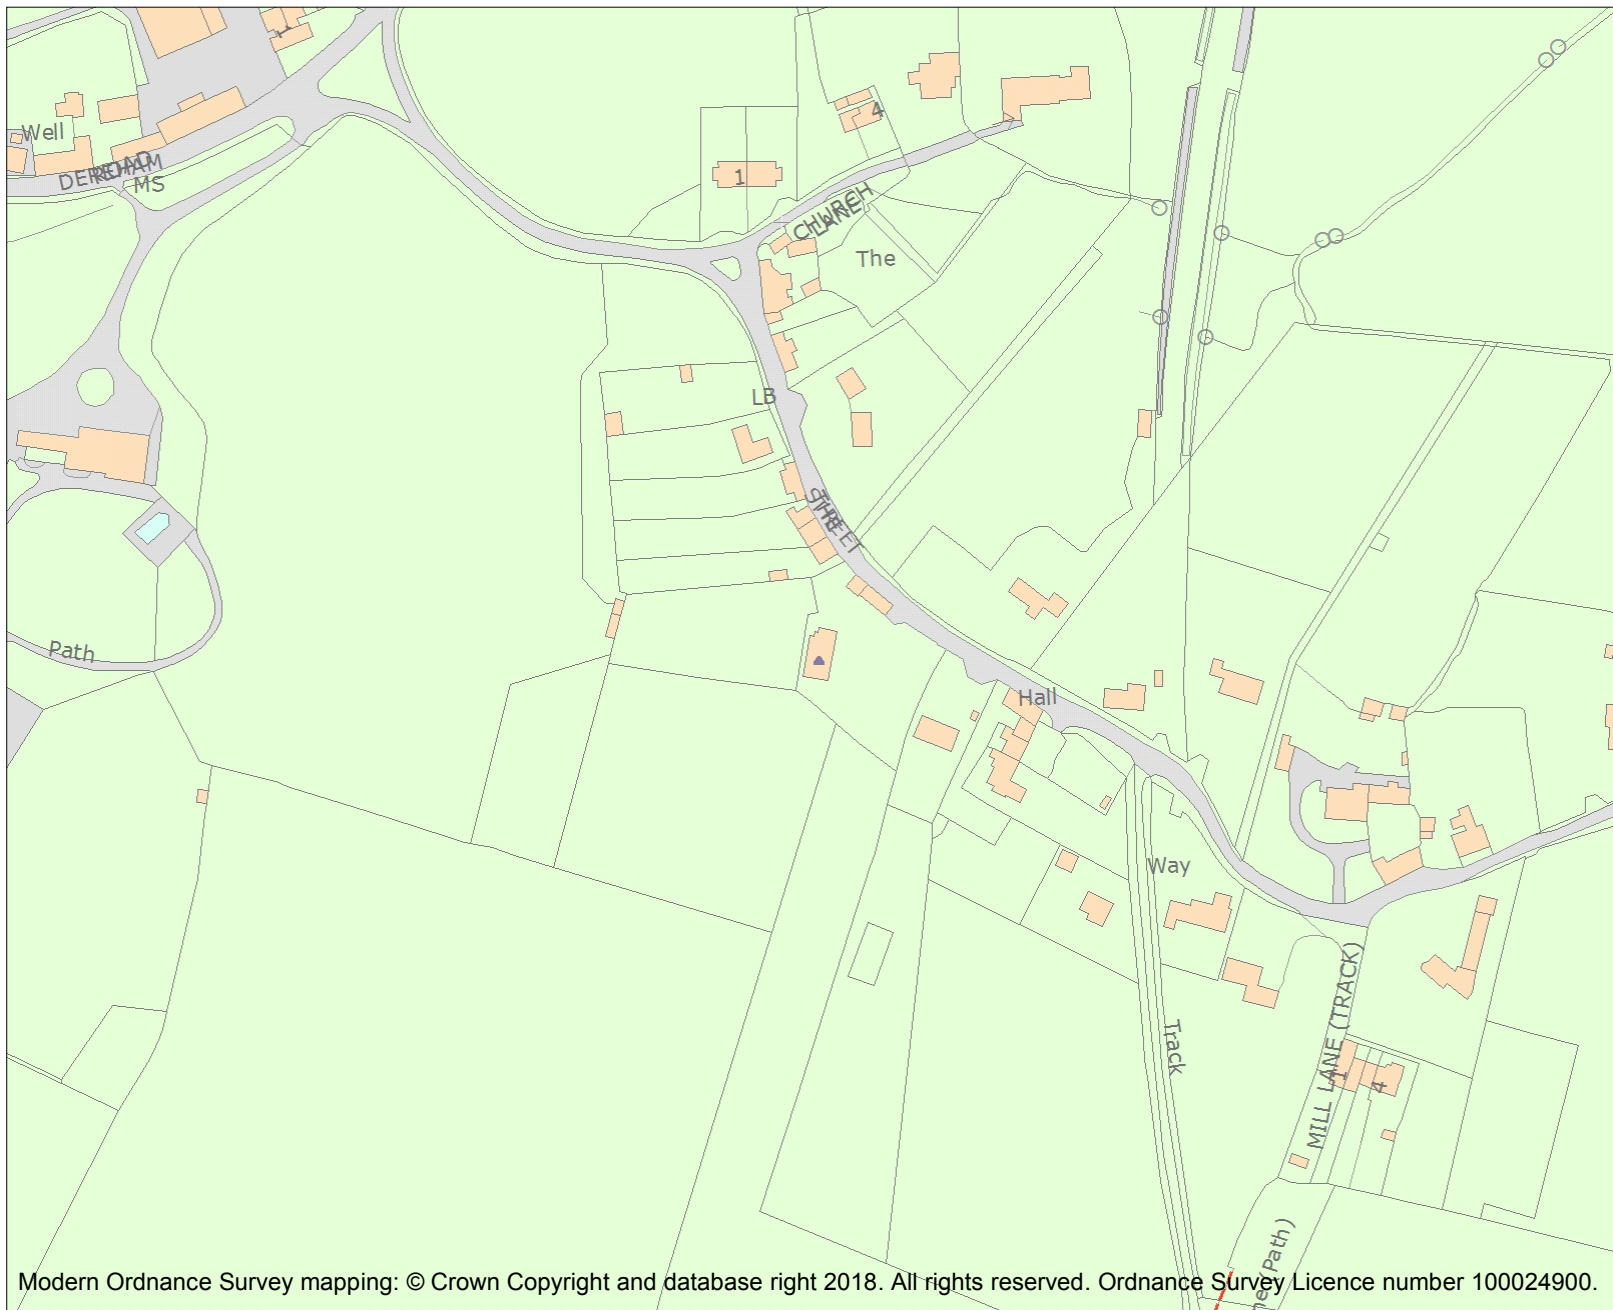 1
4
Well
DEREHAM
ROAD
MS
1
CHURCH
LANE
The
LB
THE
STREET
Path
Hall
Way
MILL LANE (TRACK)
Track
1
4
Path)
Modern Ordnance Survey mapping: © Crown Copyright and database right 2018. All rights reserved. Ordnance Survey Licence number 100024900.